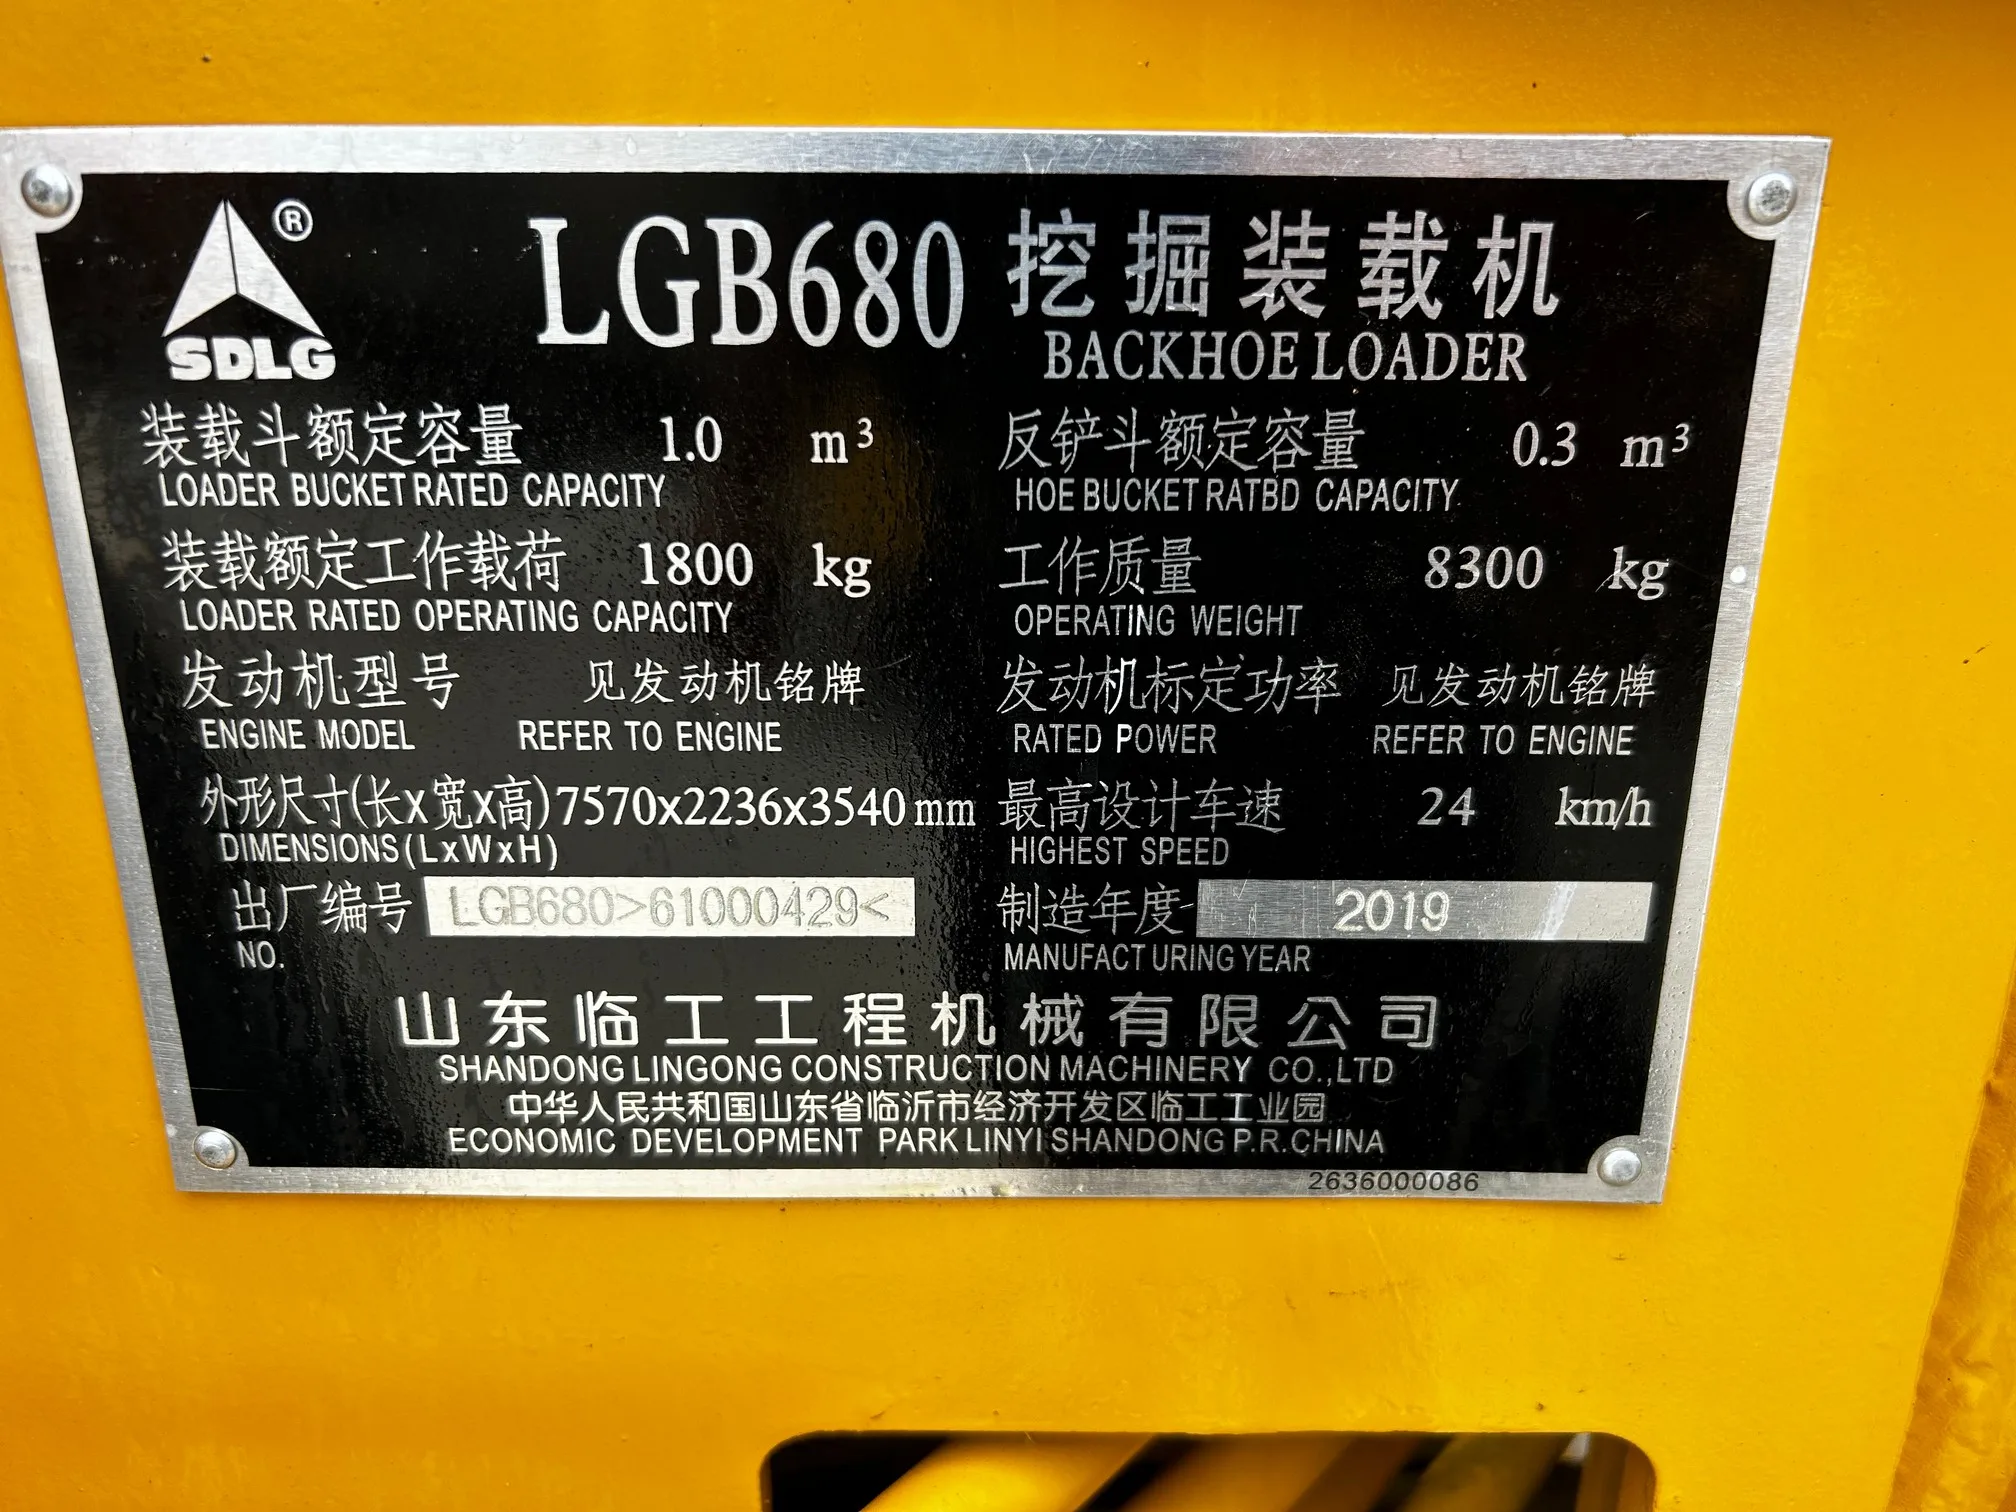 SDLG ®
LGB680 挖掘装载机
BACKHOE LOADER
装载斗额定容量 1.0 m³
LOADER BUCKET RATED CAPACITY
反铲斗额定容量 0.3 m³
HOE BUCKET RATBD CAPACITY
装载额定工作载荷 1800 kg
LOADER RATED OPERATING CAPACITY
工作质量 8300 kg
OPERATING WEIGHT
发动机型号 见发动机铭牌
ENGINE MODEL REFER TO ENGINE
发动机标定功率 见发动机铭牌
RATED POWER REFER TO ENGINE
外形尺寸(长x宽x高)7570x2236x3540mm
DIMENSIONS(LxWxH)
最高设计车速 24 km/h
HIGHEST SPEED
出厂编号 LGB680>61000429<
NO.
制造年度 2019
MANUFACTURING YEAR
山东临工工程机械有限公司
SHANDONG LINGONG CONSTRUCTION MACHINERY CO.,LTD
中华人民共和国山东省临沂市经济开发区临工工业园
ECONOMIC DEVELOPMENT PARK LINYI SHANDONG P.R.CHINA
2636000086